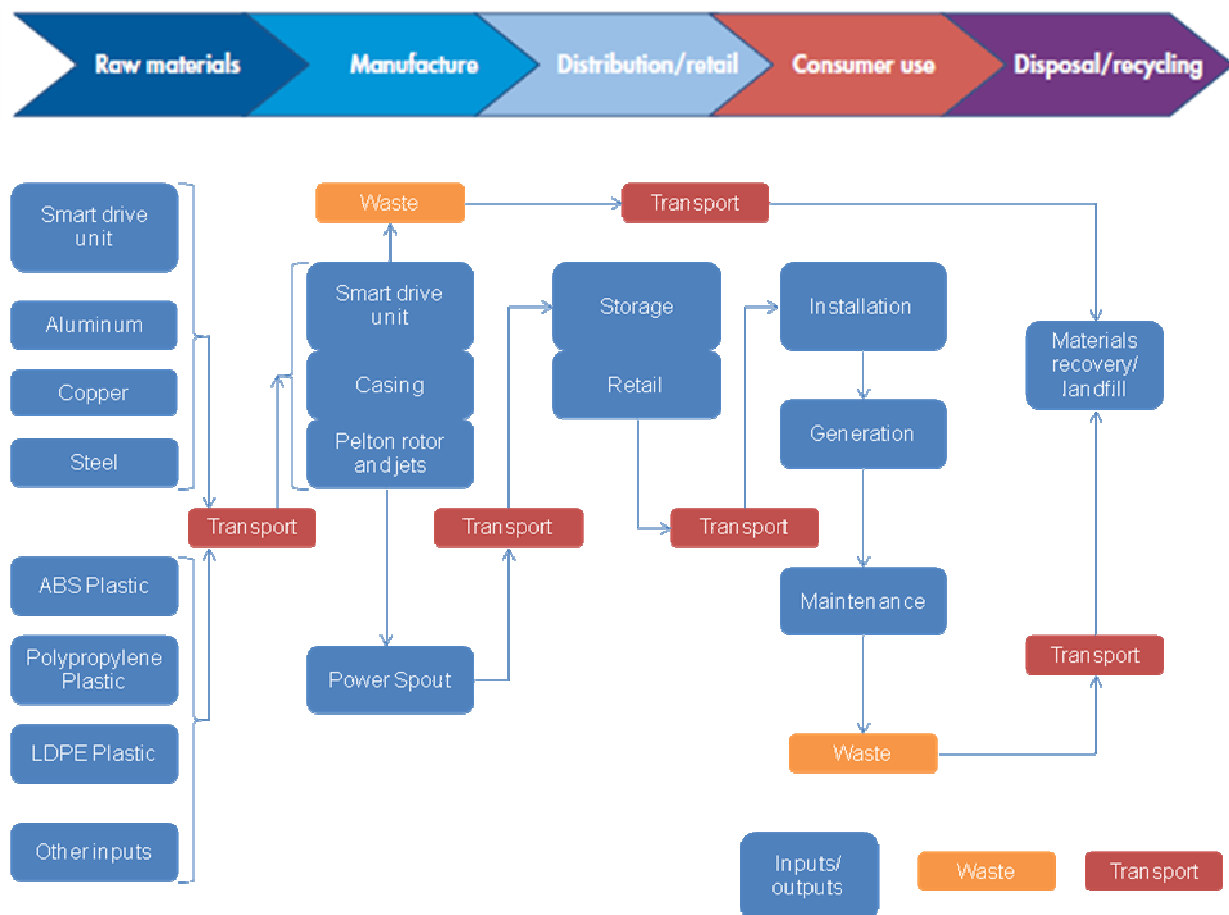 Raw materials
Manufacture
Distribution/retail
Consumer use
Disposal/recycling
Smart drive
unit
Aluminum
Copper
Steel
Transport
ABS Plastic
Polypropylene
Plastic
LDPE Plastic
Other inputs
Waste
Smart drive
unit
Casing
Pelton rotor
and jets
Power Spout
Transport
Transport
Storage
Retail
Transport
Installation
Generation
Maintenance
Waste
Materials
recovery/
landfill
Transport
Inputs/
outputs
Waste
Transport